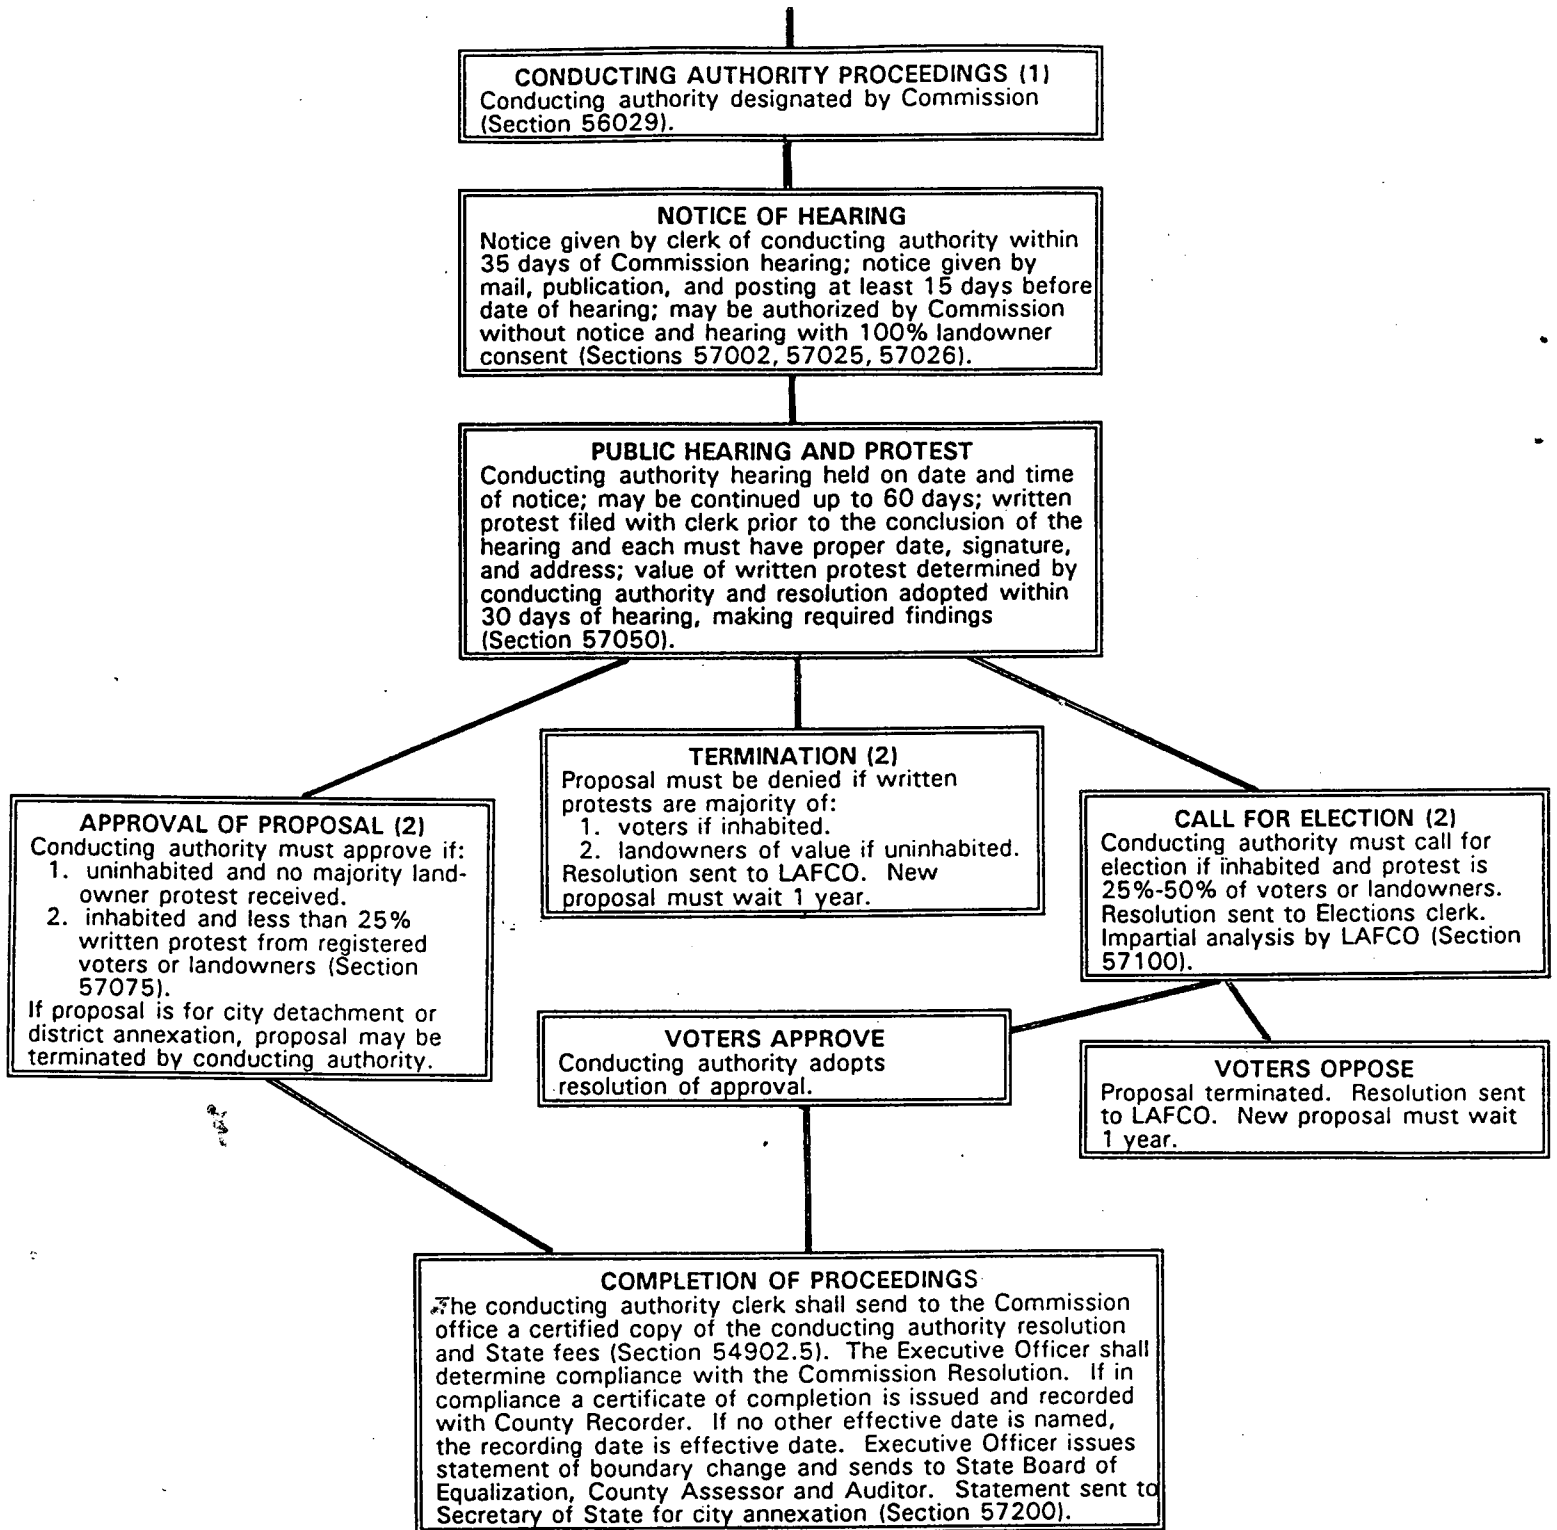 CONDUCTING AUTHORITY PROCEEDINGS (1)
Conducting authority designated by Commission
(Section 56029).
NOTICE OF HEARING
Notice given by clerk of conducting authority within
35 days of Commission hearing; notice given by
mail, publication, and posting at least 15 days before
date of hearing; may be authorized by Commission
without notice and hearing with 100% landowner
consent (Sections 57002, 57025, 57026).
PUBLIC HEARING AND PROTEST
Conducting authority hearing held on date and time
of notice; may be continued up to 60 days; written
protest filed with clerk prior to the conclusion of the
hearing and each must have proper date, signature,
and address; value of written protest determined by
conducting authority and resolution adopted within
30 days of hearing, making required findings
(Section 57050).
APPROVAL OF PROPOSAL (2)
Conducting authority must approve if:
1. uninhabited and no majority land-
owner protest received.
2. inhabited and less than 25%
written protest from registered
voters or landowners (Section
57075).
If proposal is for city detachment or
district annexation, proposal may be
terminated by conducting authority.
TERMINATION (2)
Proposal must be denied if written
protests are majority of:
1. voters if inhabited.
2. landowners of value if uninhabited.
Resolution sent to LAFCO. New
proposal must wait 1 year.
CALL FOR ELECTION (2)
Conducting authority must call for
election if inhabited and protest is
25%-50% of voters or landowners.
Resolution sent to Elections clerk.
Impartial analysis by LAFCO (Section
57100).
VOTERS APPROVE
Conducting authority adopts
resolution of approval.
VOTERS OPPOSE
Proposal terminated. Resolution sent
to LAFCO. New proposal must wait
1 year.
COMPLETION OF PROCEEDINGS
The conducting authority clerk shall send to the Commission
office a certified copy of the conducting authority resolution
and State fees (Section 54902.5). The Executive Officer shall
determine compliance with the Commission Resolution. If in
compliance a certificate of completion is issued and recorded
with County Recorder. If no other effective date is named,
the recording date is effective date. Executive Officer issues
statement of boundary change and sends to State Board of
Equalization, County Assessor and Auditor. Statement sent to
Secretary of State for city annexation (Section 57200).